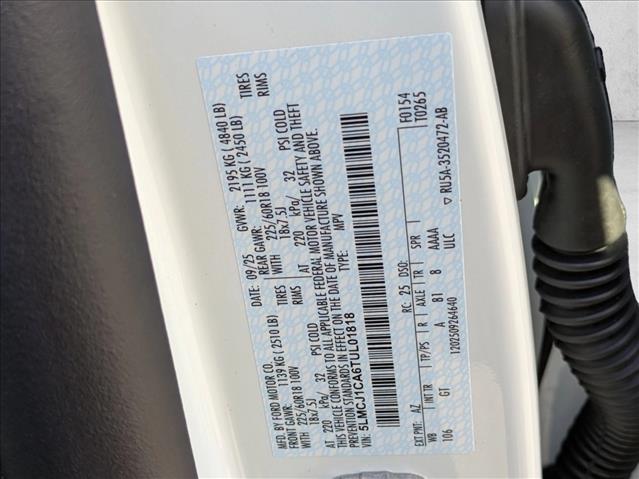 MFD. BY FORD MOTOR CO. DATE: 09/25 GVWR: 2195 KG ( 4840 LB)
FRONT GAWR: 1139 KG (2510 LB) REAR GAWR: 1111 KG ( 2450 LB)
225/60R18 100V TIRES WITH 225/60R18 100V TIRES
18x7.5J RIMS 18x7.5J RIMS
AT 220 kPa/ 32 PSI COLD AT 220 kPa/ 32 PSI COLD
THIS VEHICLE CONFORMS TO ALL APPLICABLE FEDERAL MOTOR VEHICLE SAFETY AND THEFT
PREVENTION STANDARDS IN EFFECT ON THE DATE OF MANUFACTURE SHOWN ABOVE.
VIN: 5LMCJ1CA6TUL01818 TYPE: MPV
F0154
T0265
EXT PNT: AZ RC: 25 DSO:
WB INT TR TP/PS R AXLE TR SPR
106 GT A B1 8 AAAA
1202509264640 ULC
▽ RU5A-3520472-AB